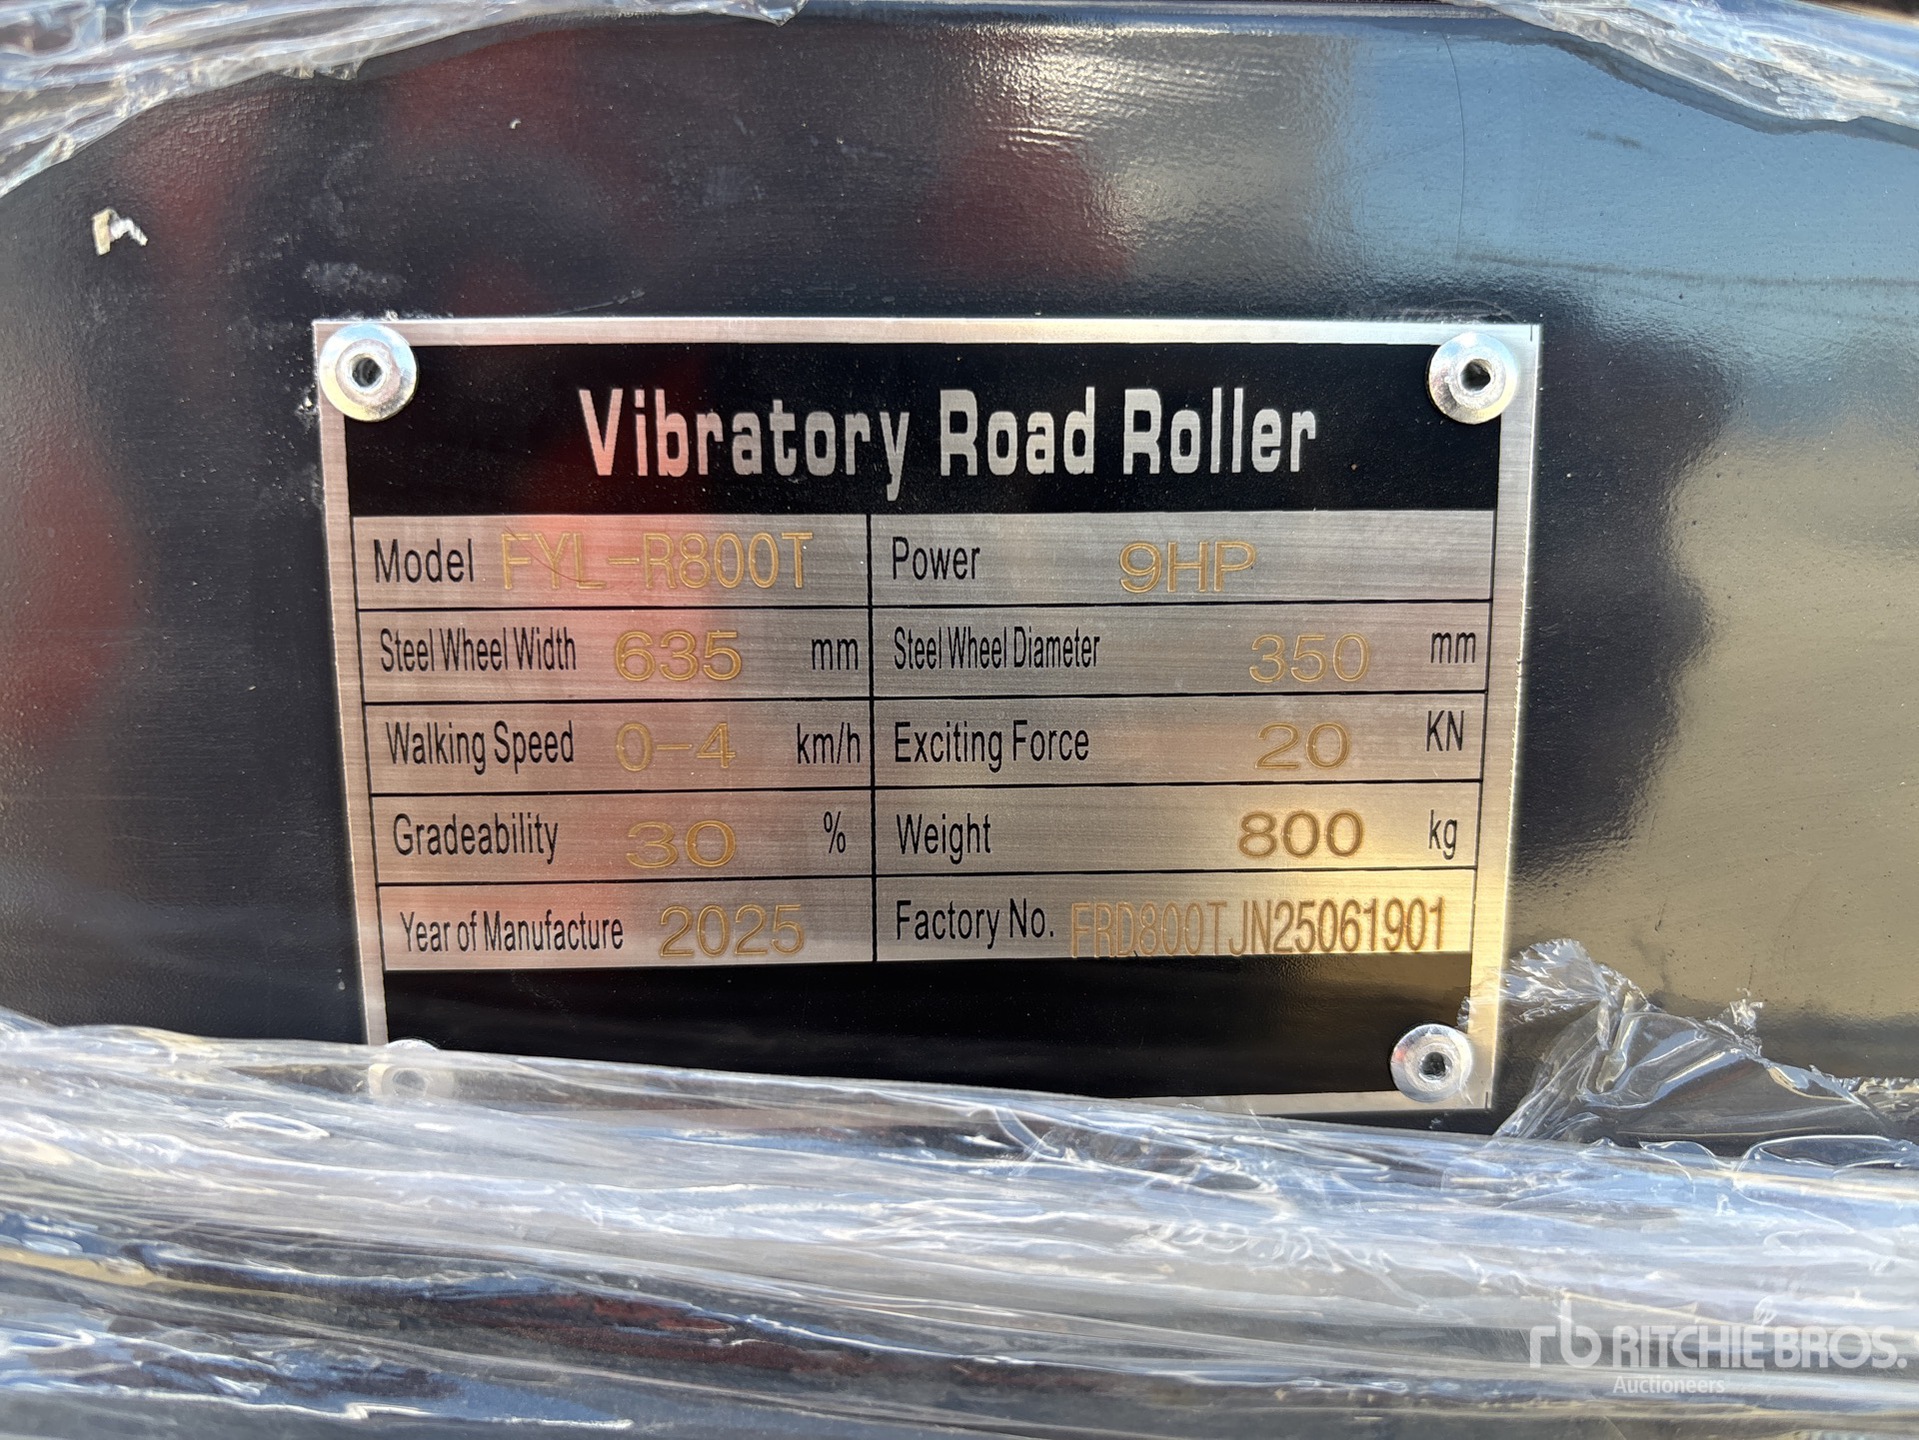 Vibratory Road Roller
Model FYL-R800T Power 9HP
Steel Wheel Width 635 mm Steel Wheel Diameter 350 mm
Walking Speed 0-4 km/h Exciting Force 20 KN
Gradeability 30 % Weight 800 kg
Year of Manufacture 2025 Factory No. FRD800TJN25061901
rb RITCHIE BROS.
Auctioneers